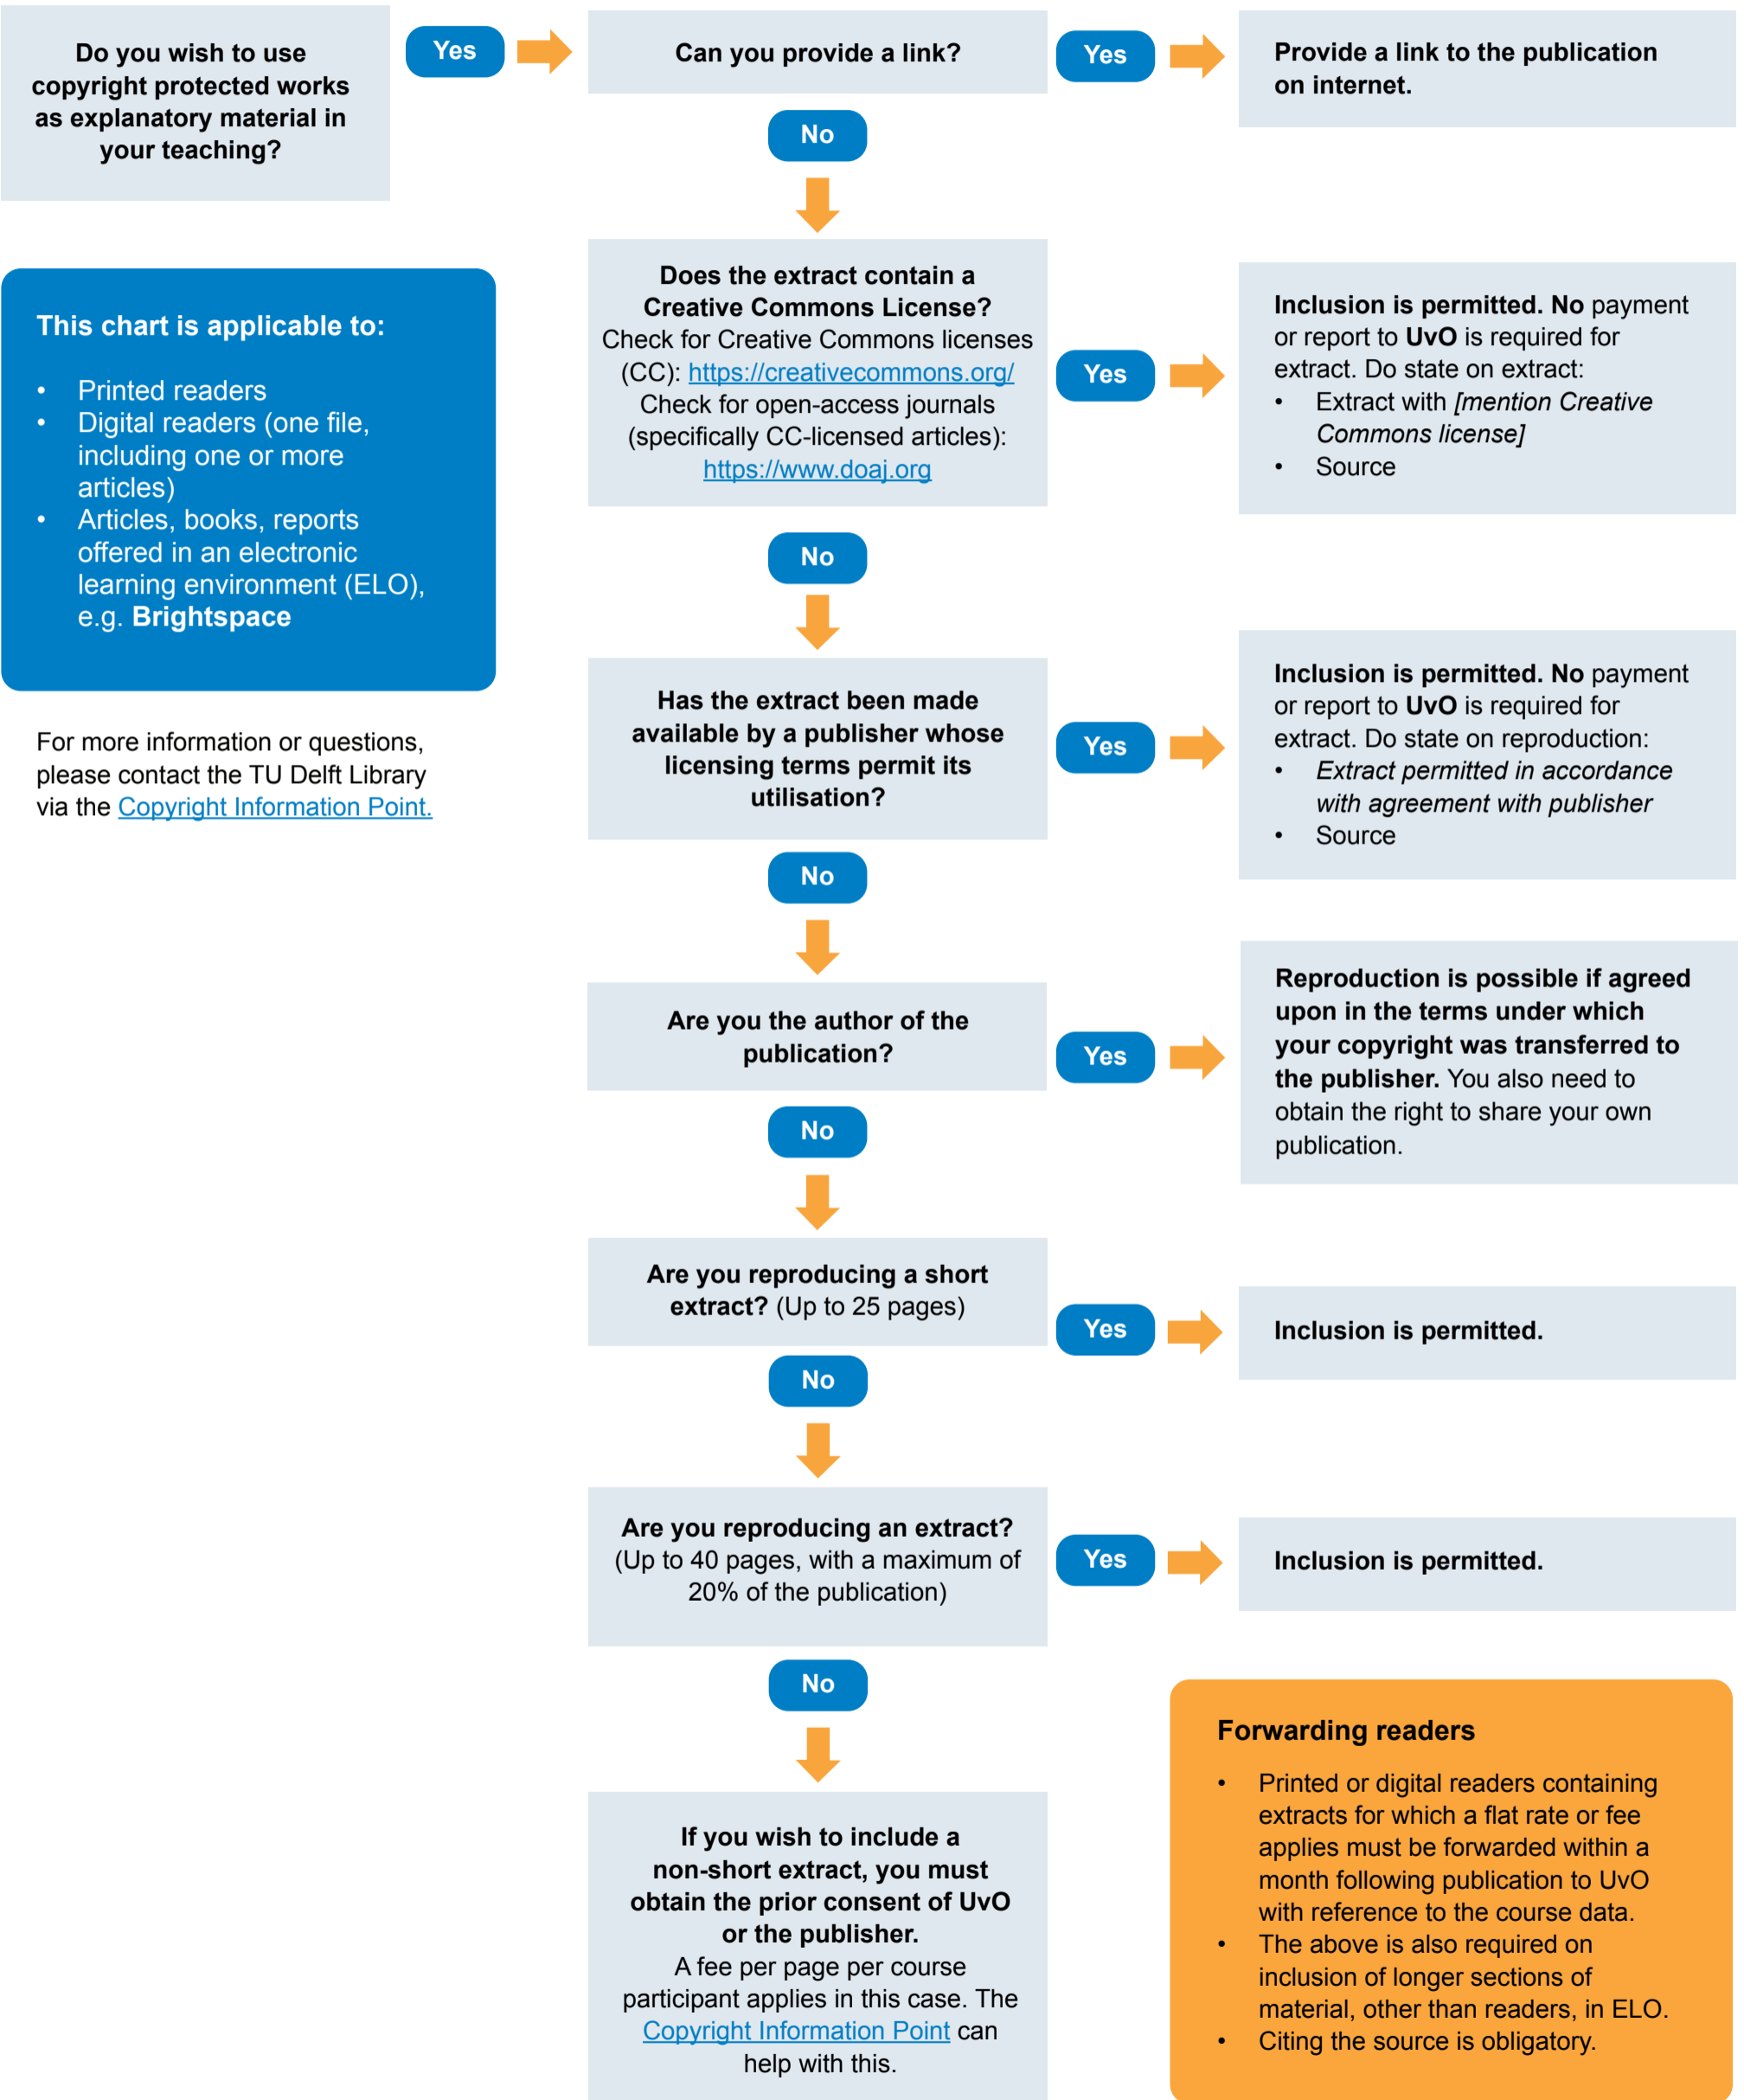 Do you wish to use
copyright protected works
as explanatory material in
your teaching?
Yes
Can you provide a link?
Yes
Provide a link to the publication
on internet.
No
Does the extract contain a
Creative Commons License?
Check for Creative Commons licenses
(CC): https://creativecommons.org/
Check for open-access journals
(specifically CC-licensed articles):
https://www.doaj.org
Yes
Inclusion is permitted. No payment
or report to UvO is required for
extract. Do state on extract:
• Extract with [mention Creative
Commons license]
• Source
This chart is applicable to:
• Printed readers
• Digital readers (one file,
including one or more
articles)
• Articles, books, reports
offered in an electronic
learning environment (ELO),
e.g. Brightspace
For more information or questions,
please contact the TU Delft Library
via the Copyright Information Point.
No
Has the extract been made
available by a publisher whose
licensing terms permit its
utilisation?
Yes
Inclusion is permitted. No payment
or report to UvO is required for
extract. Do state on reproduction:
• Extract permitted in accordance
with agreement with publisher
• Source
No
Are you the author of the
publication?
Yes
Reproduction is possible if agreed
upon in the terms under which
your copyright was transferred to
the publisher. You also need to
obtain the right to share your own
publication.
No
Are you reproducing a short
extract? (Up to 25 pages)
Yes
Inclusion is permitted.
No
Are you reproducing an extract?
(Up to 40 pages, with a maximum of
20% of the publication)
Yes
Inclusion is permitted.
No
If you wish to include a
non-short extract, you must
obtain the prior consent of UvO
or the publisher.
A fee per page per course
participant applies in this case. The
Copyright Information Point can
help with this.
Forwarding readers
• Printed or digital readers containing
extracts for which a flat rate or fee
applies must be forwarded within a
month following publication to UvO
with reference to the course data.
• The above is also required on
inclusion of longer sections of
material, other than readers, in ELO.
• Citing the source is obligatory.